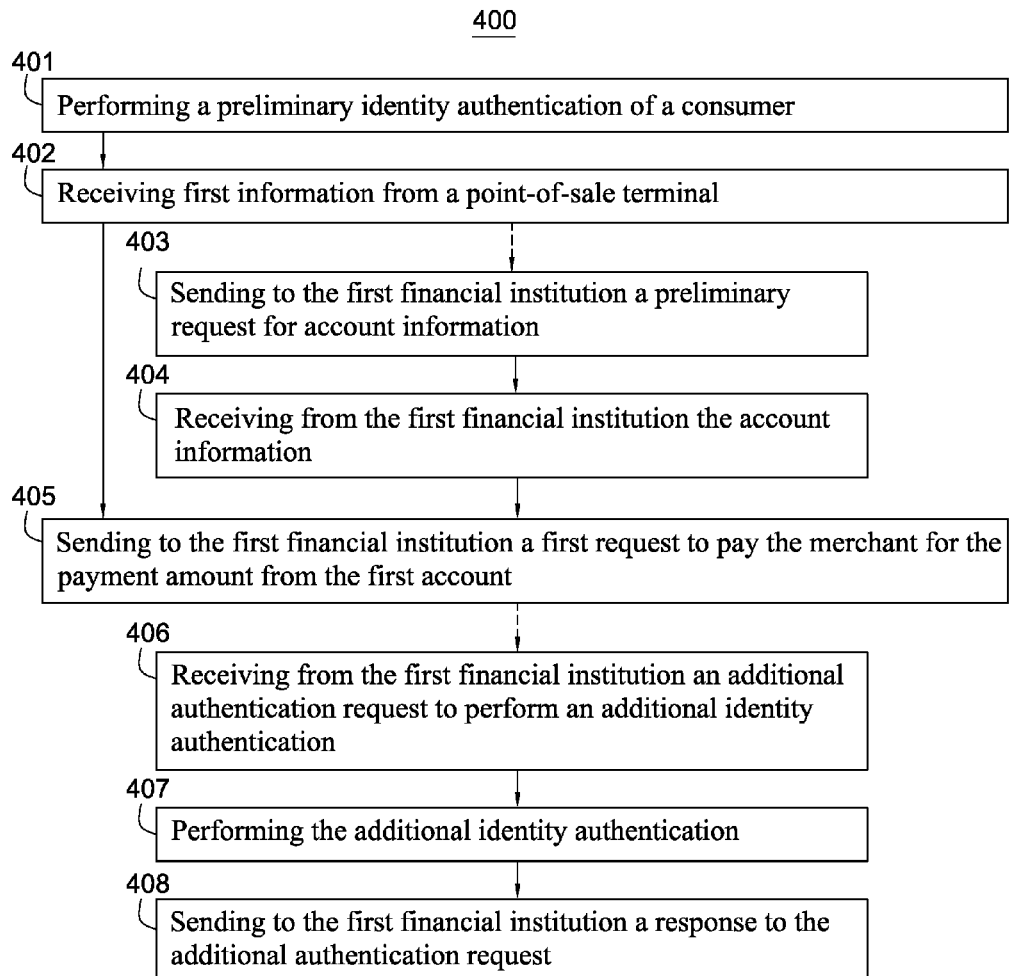 400
401
Performing a preliminary identity authentication of a consumer
402
Receiving first information from a point-of-sale terminal
403
Sending to the first financial institution a preliminary
request for account information
404
Receiving from the first financial institution the account
information
405
Sending to the first financial institution a first request to pay the merchant for the
payment amount from the first account
406
Receiving from the first financial institution an additional
authentication request to perform an additional identity
authentication
407
Performing the additional identity authentication
408
Sending to the first financial institution a response to the
additional authentication request